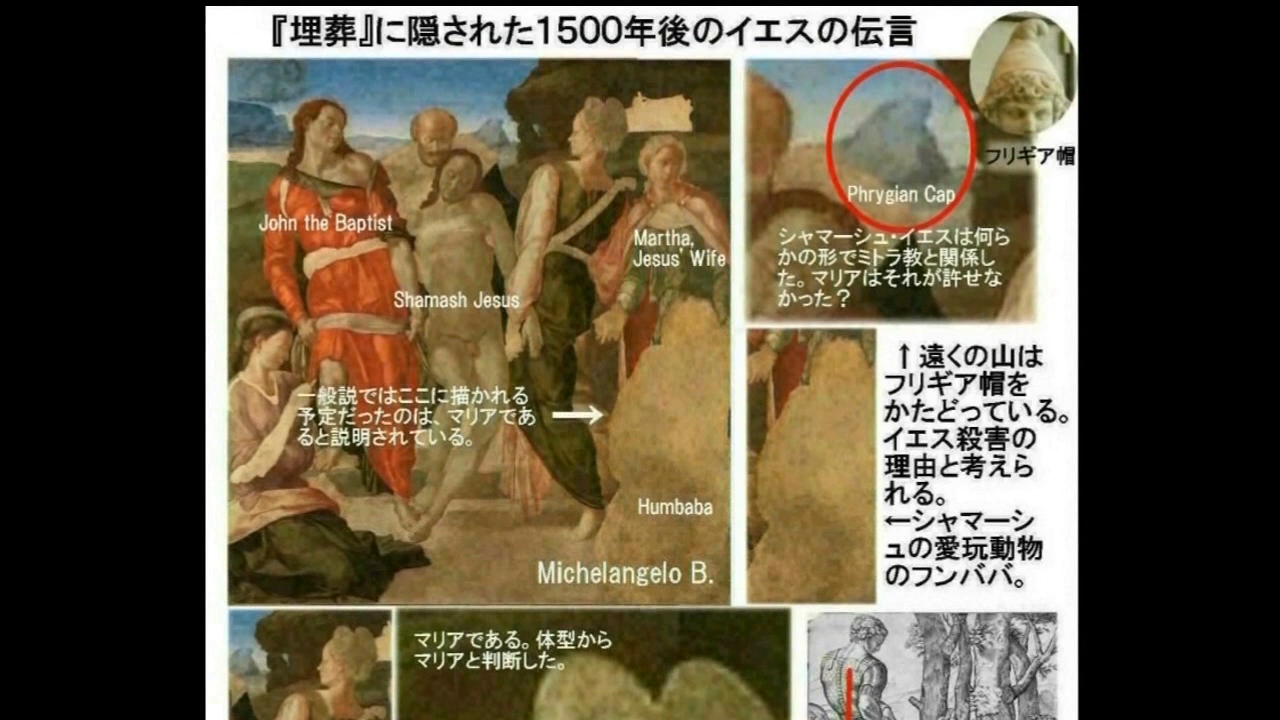 『埋葬』に隠された1500年後のイエスの伝言
フリギア帽
John the Baptist
Shamash Jesus
Martha,
Jesus' Wife
一般説ではここに描かれる
予定だったのは、マリアであ
ると説明されている。
Humbaba
Michelangelo B.
Phrygian Cap
シャマーシュ・イエスは何ら
かの形でミトラ教と関係し
た。マリアはそれが許せな
かった？
↑遠くの山は
フリギア帽を
かたどっている。
イエス殺害の
理由と考えら
れる。
←シャマーシ
ュの愛玩動物
のフンババ。
マリアである。体型から
マリアと判断した。